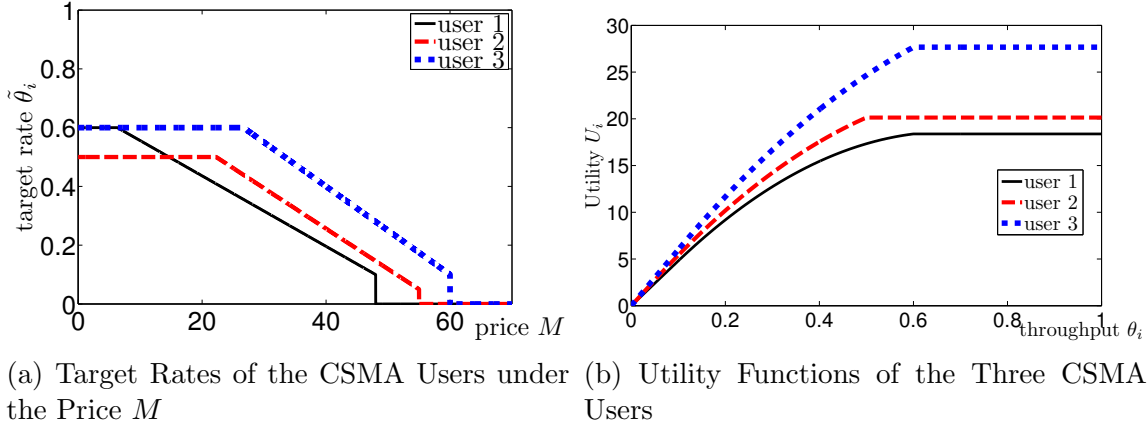 1
0.8
0.6
0.4
0.2
0
target rate θ̃_i
user 1
user 2
user 3
0 20 40 60
price M
30
25
20
15
10
5
0
Utility U_i
user 1
user 2
user 3
0 0.2 0.4 0.6 0.8 1
throughput θ_i
(a) Target Rates of the CSMA Users under
the Price M
(b) Utility Functions of the Three CSMA
Users